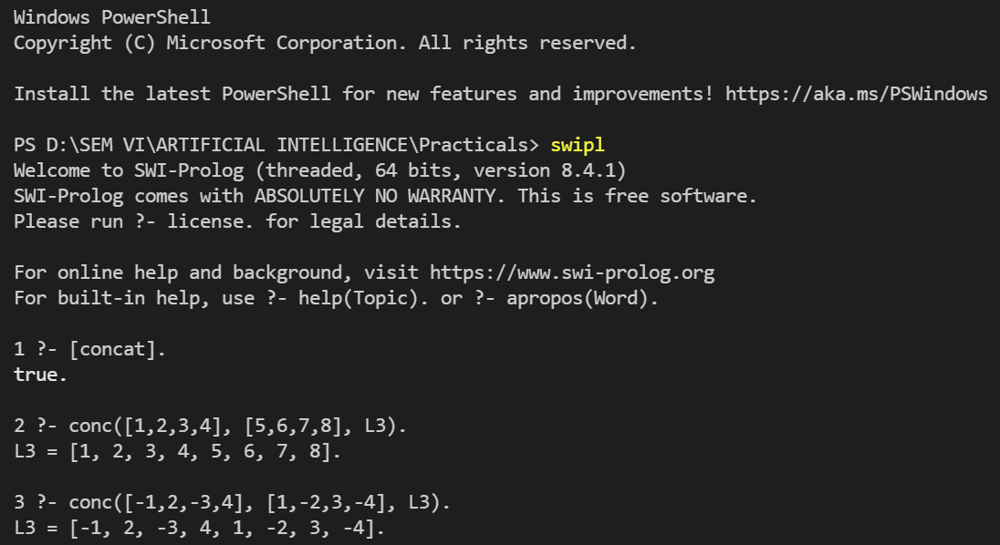 Windows PowerShell
Copyright (C) Microsoft Corporation. All rights reserved.
Install the latest PowerShell for new features and improvements! https://aka.ms/PSWindows
PS D:\SEM VI\ARTIFICIAL INTELLIGENCE\Practicals> swipl
Welcome to SWI-Prolog (threaded, 64 bits, version 8.4.1)
SWI-Prolog comes with ABSOLUTELY NO WARRANTY. This is free software.
Please run ?- license. for legal details.
For online help and background, visit https://www.swi-prolog.org
For built-in help, use ?- help(Topic). or ?- apropos(Word).
1 ?- [concat].
true.
2 ?- conc([1,2,3,4], [5,6,7,8], L3).
L3 = [1, 2, 3, 4, 5, 6, 7, 8].
3 ?- conc([-1,2,-3,4], [1,-2,3,-4], L3).
L3 = [-1, 2, -3, 4, 1, -2, 3, -4].